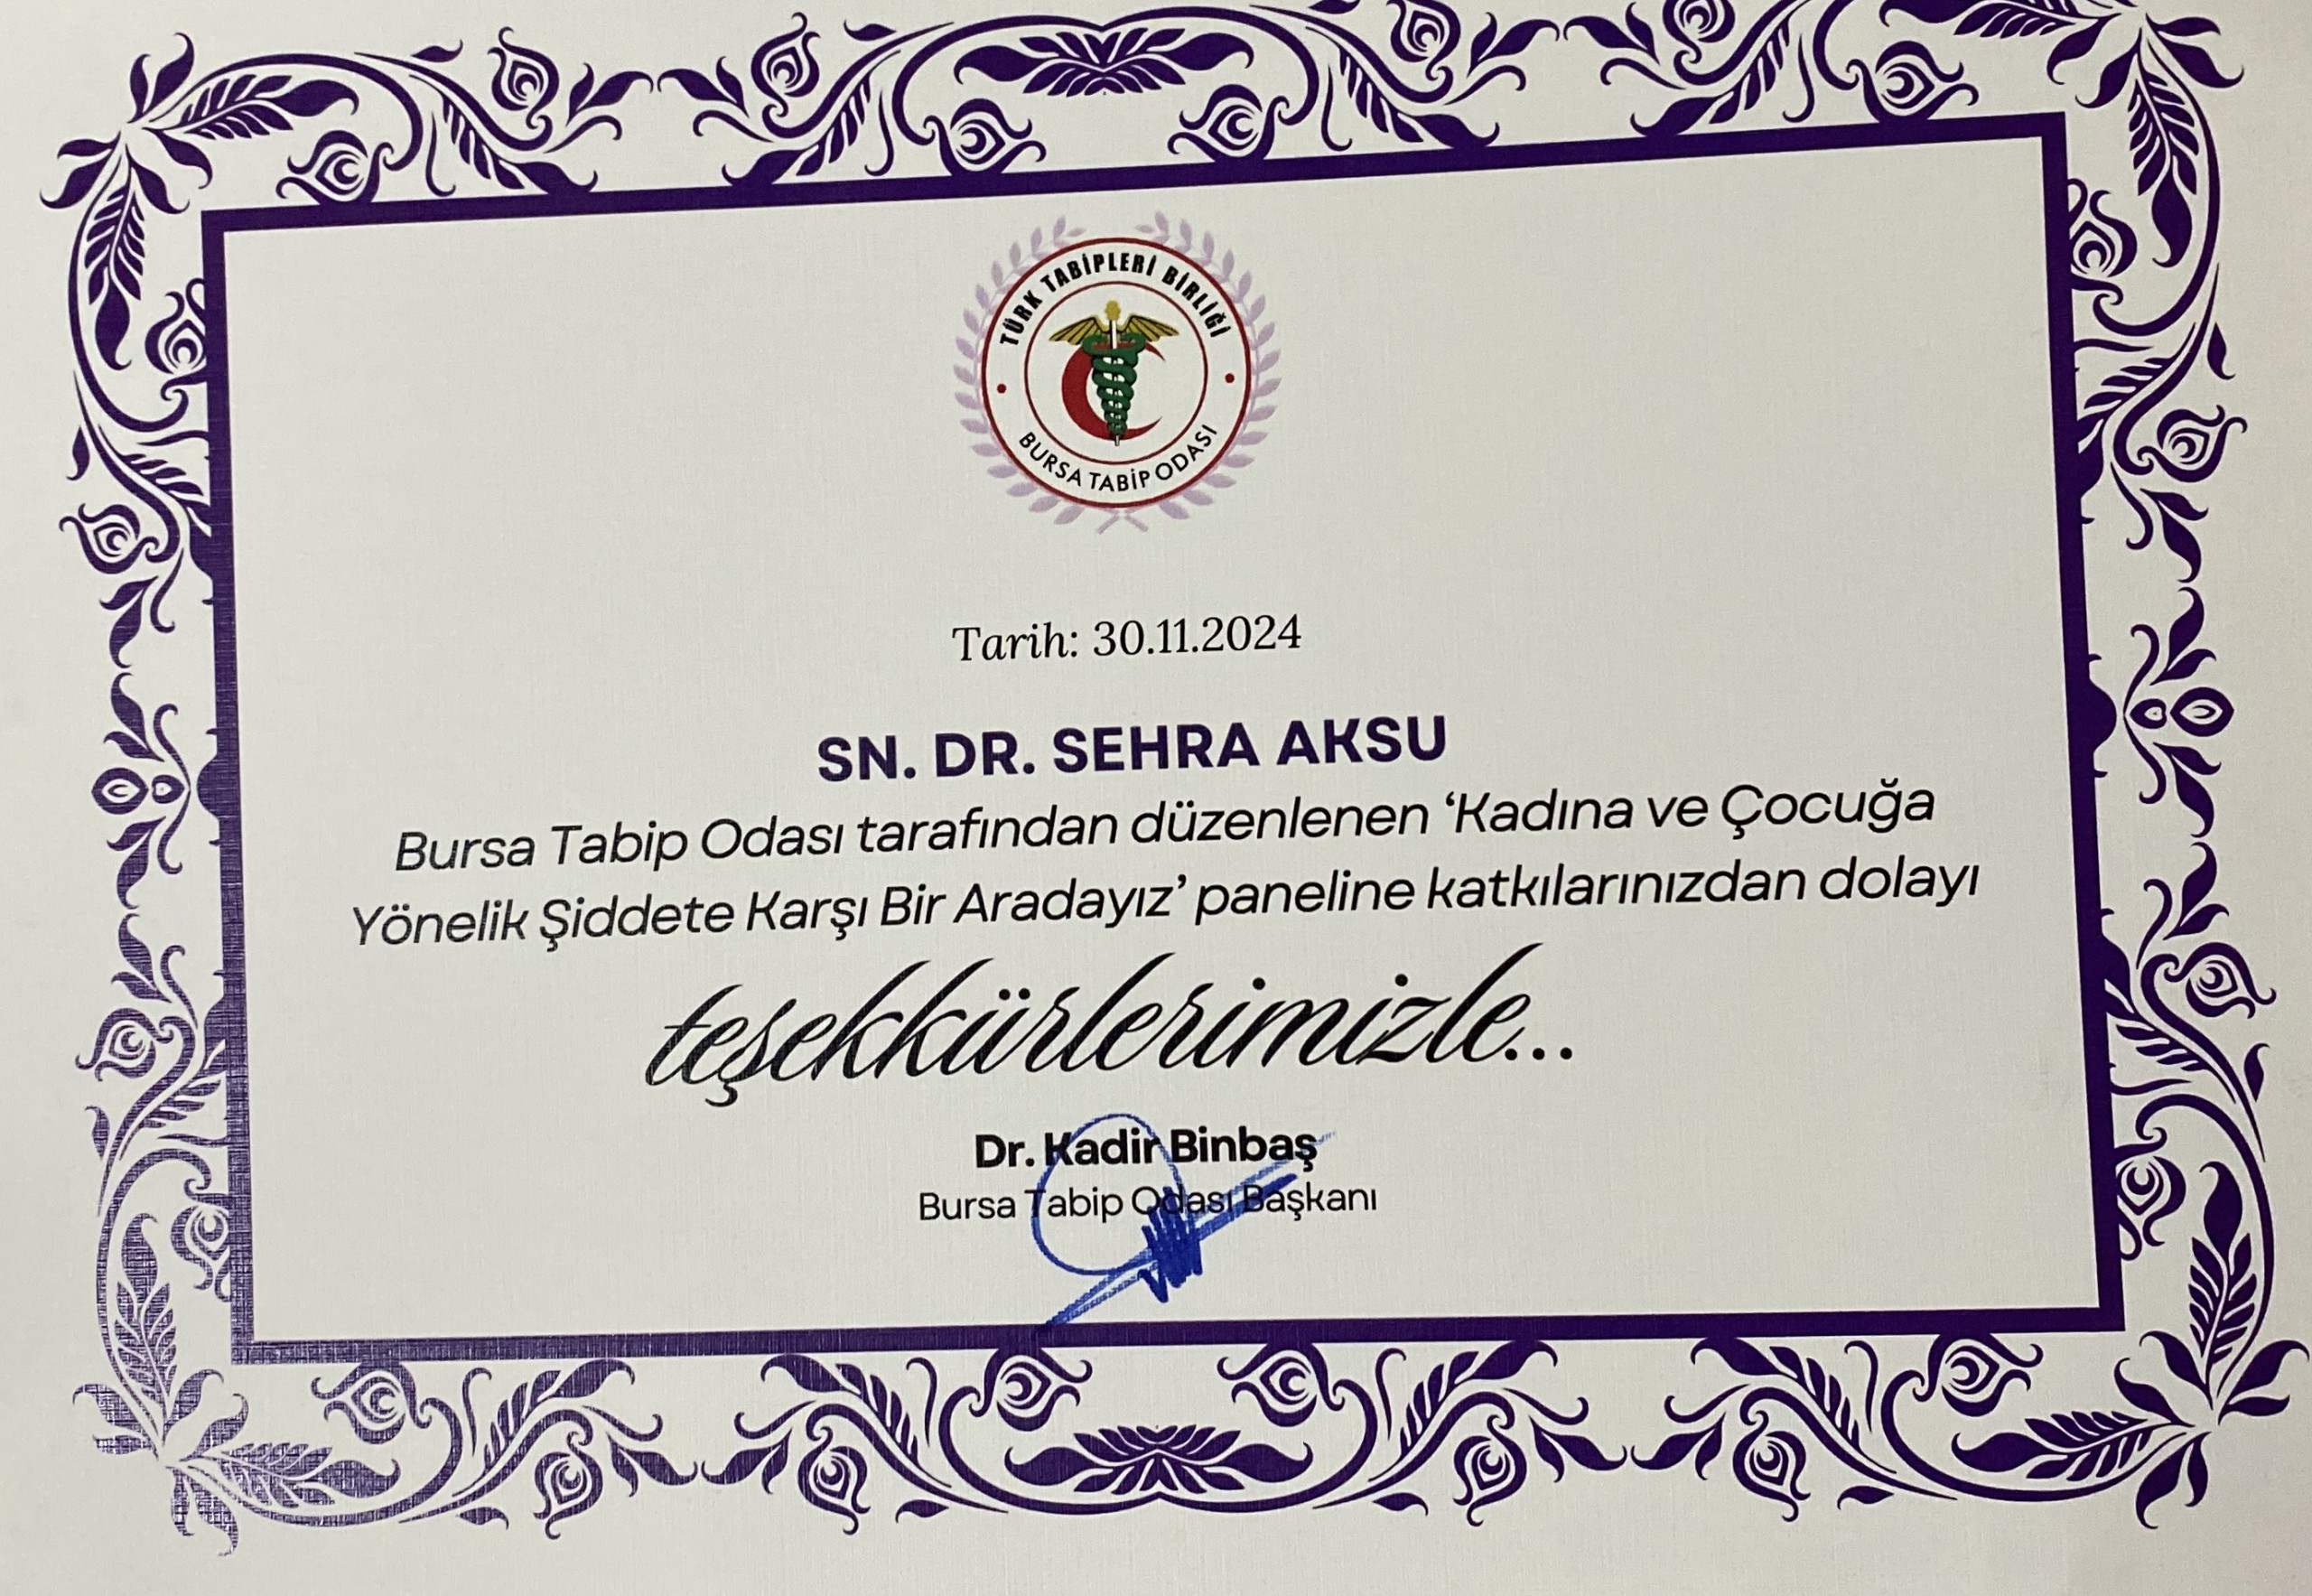 TÜRK TABİPLERİ BİRLİĞİ
BURSA TABİP ODASI
Tarih: 30.11.2024
SN. DR. SEHRA AKSU
Bursa Tabip Odası tarafından düzenlenen ‘Kadına ve Çocuğa
Yönelik Şiddete Karşı Bir Aradayız’ paneline katkılarınızdan dolayı
teşekkürlerimizle...
Dr. Kadir Binbaş
Bursa Tabip Odası Başkanı